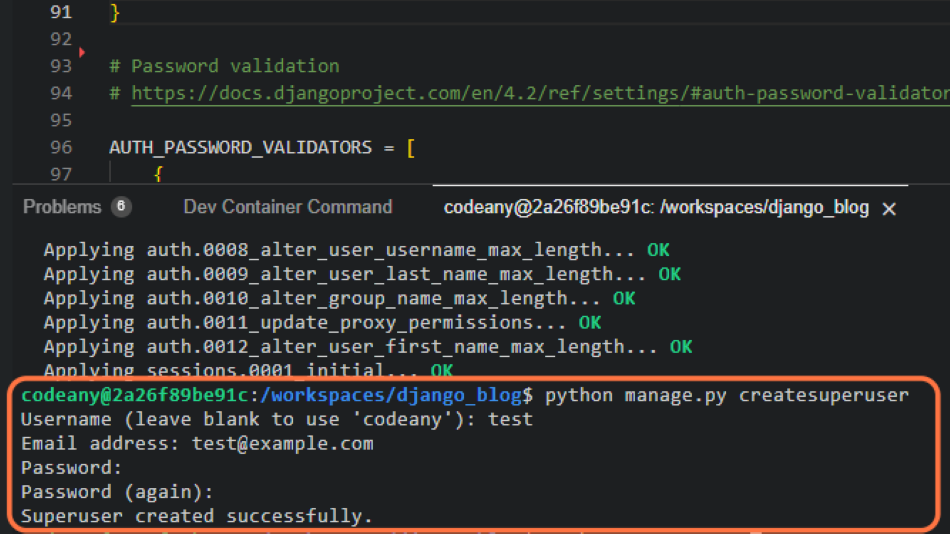 91 }
92
93 # Password validation
94 # https://docs.djangoproject.com/en/4.2/ref/settings/#auth-password-validator
95
96 AUTH_PASSWORD_VALIDATORS = [
97 {
Problems 6 Dev Container Command codeany@2a26f89be91c: /workspaces/django_blog ×
Applying auth.0008_alter_user_username_max_length... OK
Applying auth.0009_alter_user_last_name_max_length... OK
Applying auth.0010_alter_group_name_max_length... OK
Applying auth.0011_update_proxy_permissions... OK
Applying auth.0012_alter_user_first_name_max_length... OK
Applying sessions.0001_initial... OK
codeany@2a26f89be91c:/workspaces/django_blog$ python manage.py createsuperuser
Username (leave blank to use 'codeany'): test
Email address: test@example.com
Password:
Password (again):
Superuser created successfully.